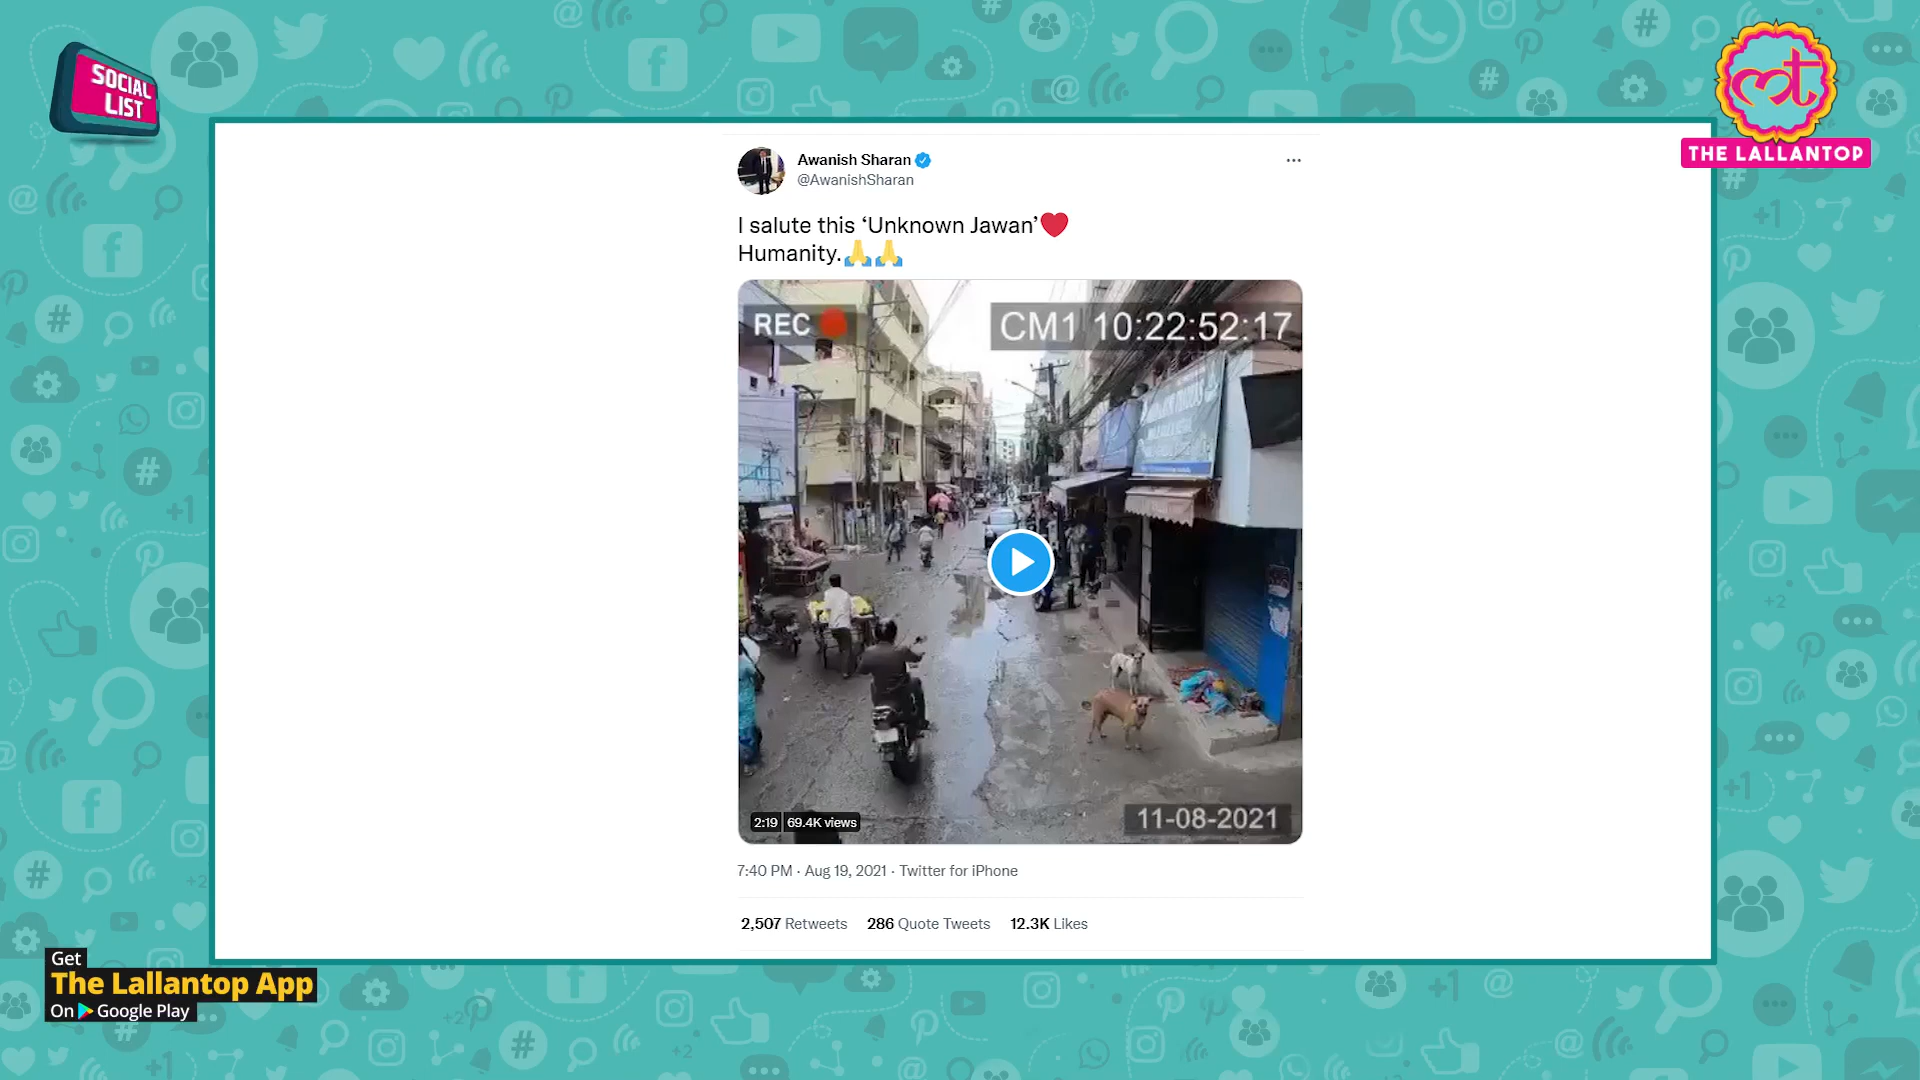 SOCIAL
LIST
THE LALLANTOP
Awanish Sharan
@AwanishSharan
I salute this ‘Unknown Jawan’❤️
Humanity.🙏🙏
REC
CM1 10:22:52:17
2:19 69.4K views
11-08-2021
7:40 PM · Aug 19, 2021 · Twitter for iPhone
2,507 Retweets 286 Quote Tweets 12.3K Likes
Get
The Lallantop App
On Google Play